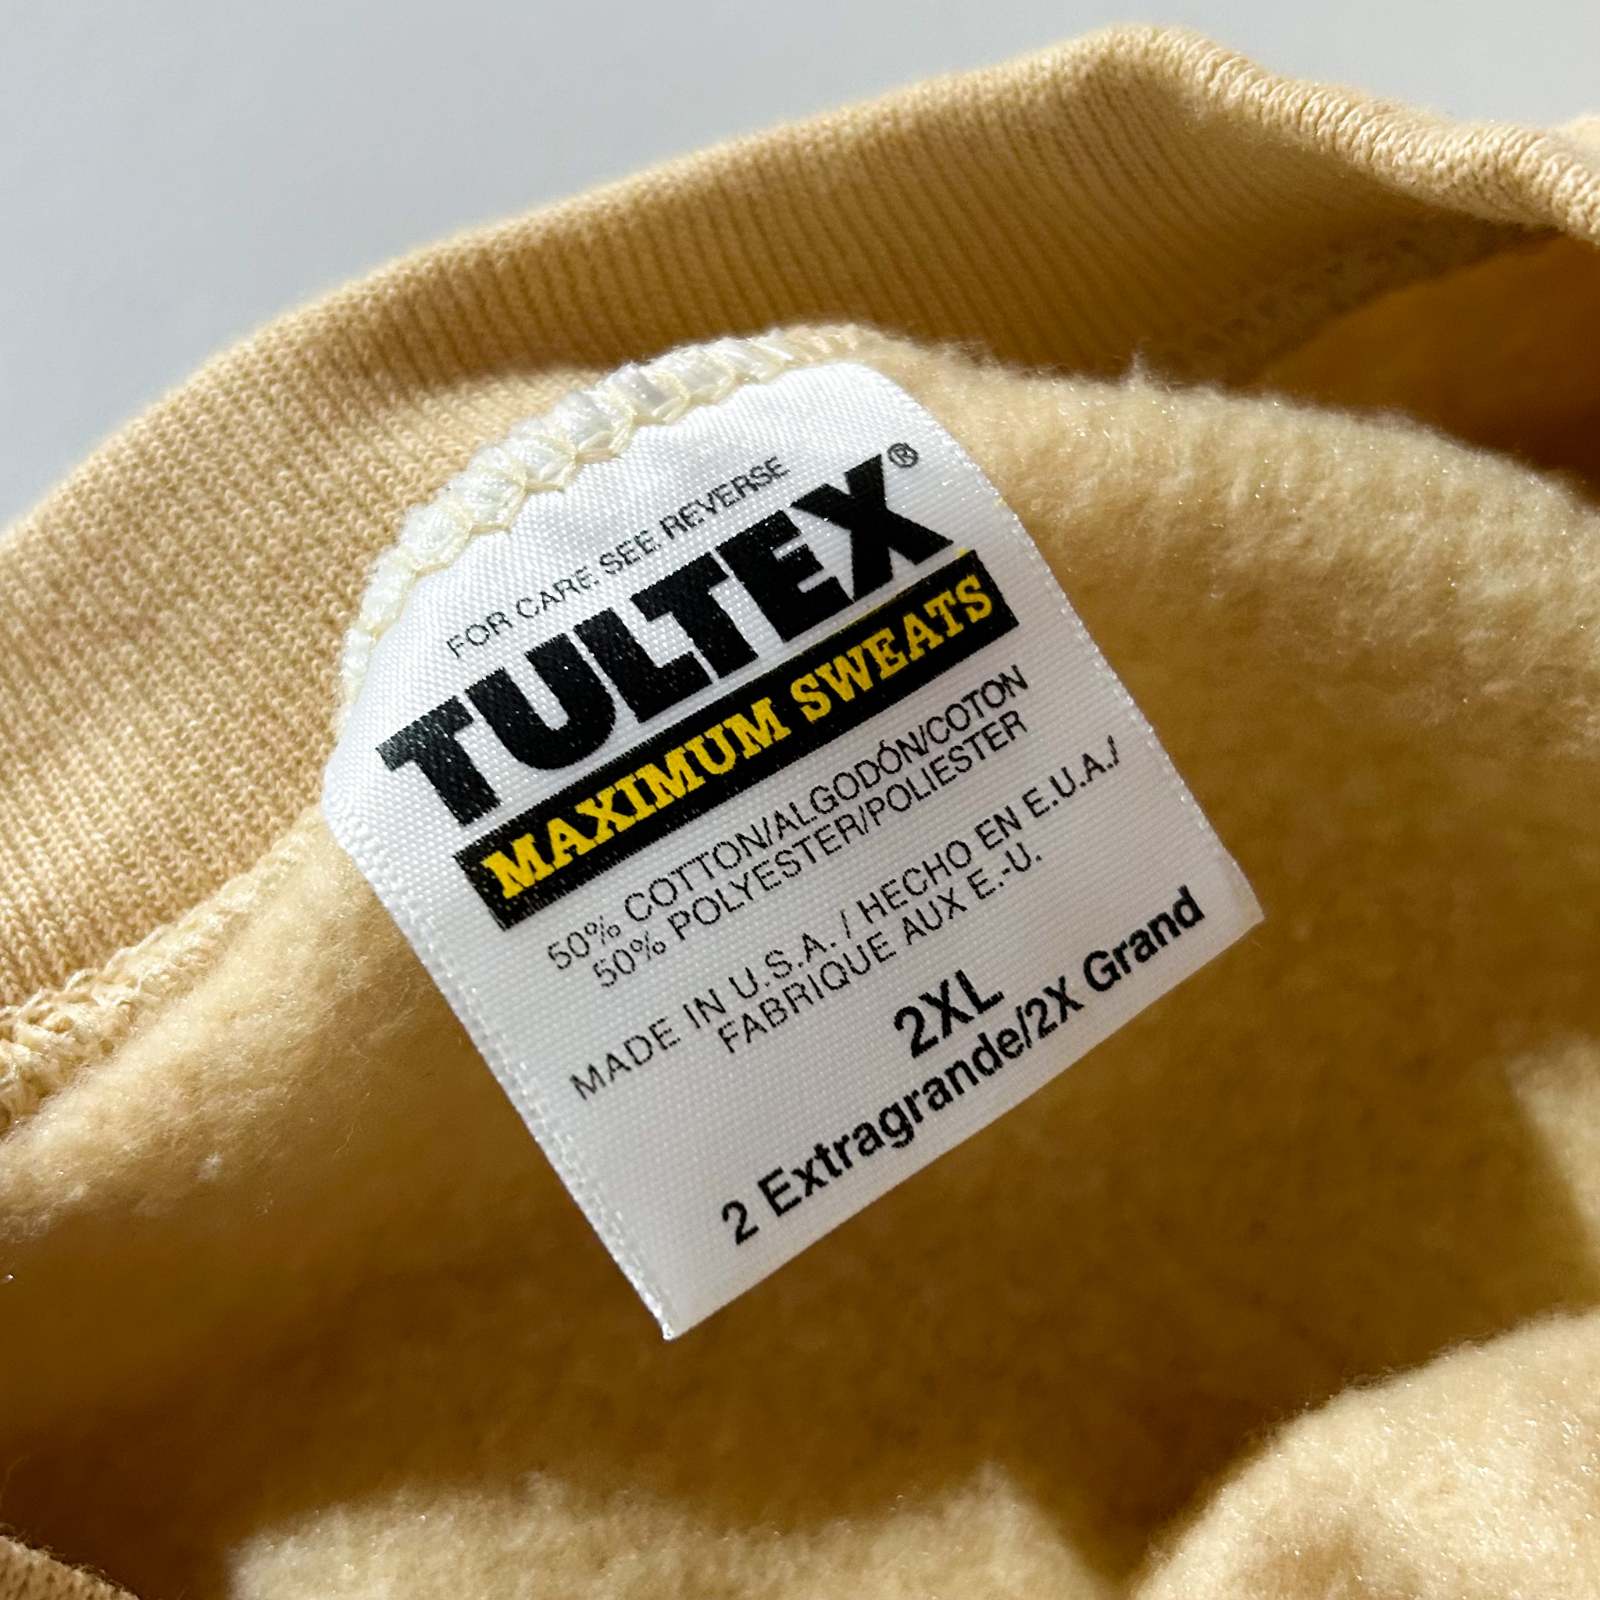 FOR CARE SEE REVERSE
TULTEX®
MAXIMUM SWEATS
50% COTTON/ALGODÓN/COTON
50% POLYESTER/POLIESTER
MADE IN U.S.A. / HECHO EN E.U.A./
FABRIQUE AUX E.-U.
2XL
2 Extragrande/2X Grand